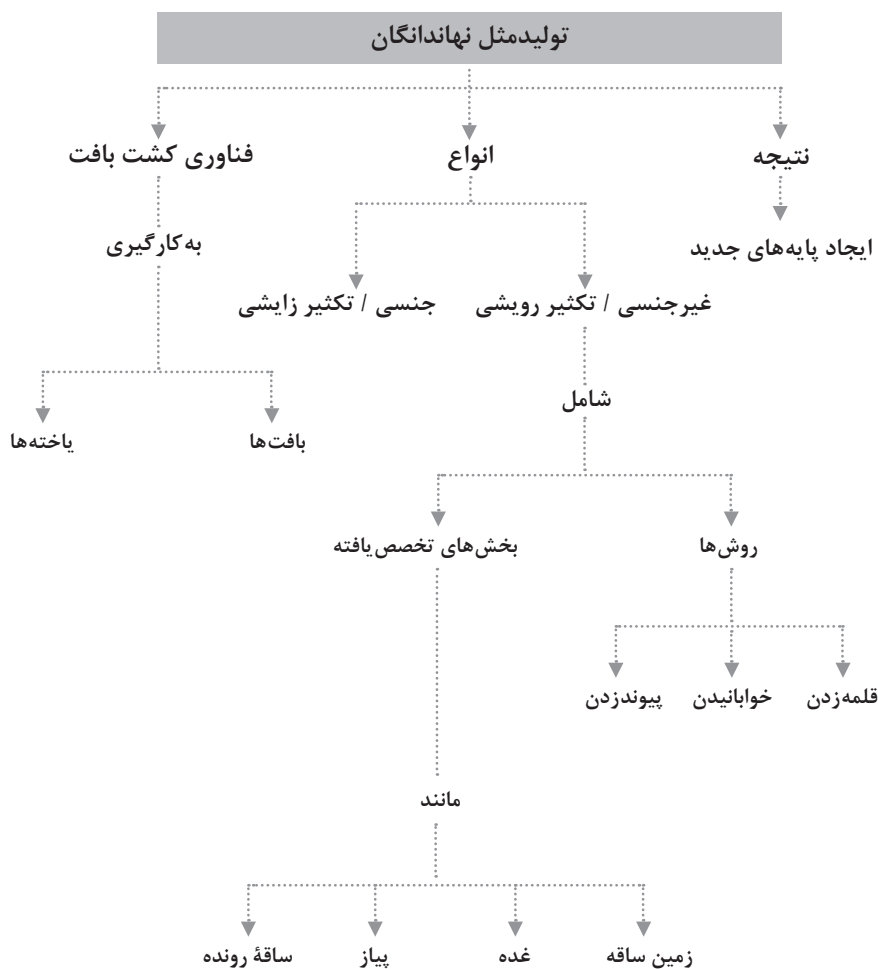 تولیدمثل نهاندانگان
نتیجه
انواع
فناوری کشت بافت
ایجاد پایه‌های جدید
به‌کارگیری
غیرجنسی / تکثیر رویشی
جنسی / تکثیر زایشی
شامل
بافت‌ها
یاخته‌ها
روش‌ها
بخش‌های تخصص‌یافته
قلمه‌زدن
خوابانیدن
پیوندزدن
مانند
زمین ساقه
غده
پیاز
ساقهٔ رونده